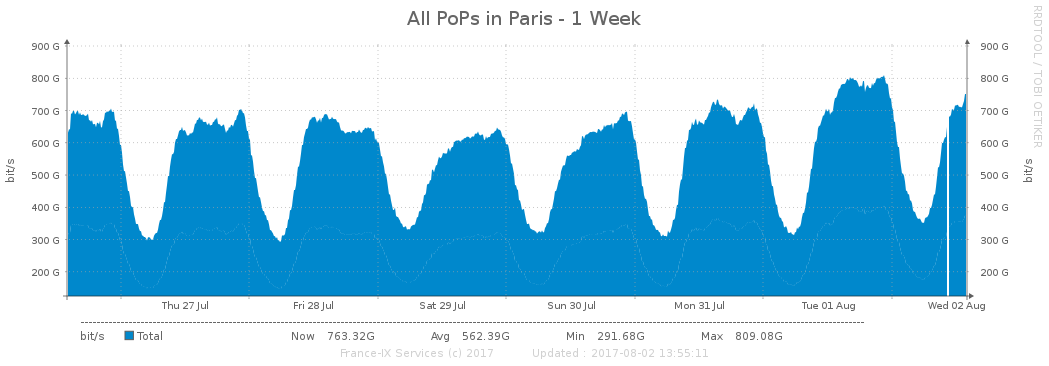 All PoPs in Paris - 1 Week
RRDTOOL / TOBI OETIKER
900 G 900 G
800 G 800 G
700 G 700 G
600 G 600 G
500 G 500 G
400 G 400 G
300 G 300 G
200 G 200 G
bit/s bit/s
Thu 27 Jul Fri 28 Jul Sat 29 Jul Sun 30 Jul Mon 31 Jul Tue 01 Aug Wed 02 Aug
bit/s Total Now 763.32G Avg 562.39G Min 291.68G Max 809.08G
France-IX Services (c) 2017 Updated : 2017-08-02 13:55:11